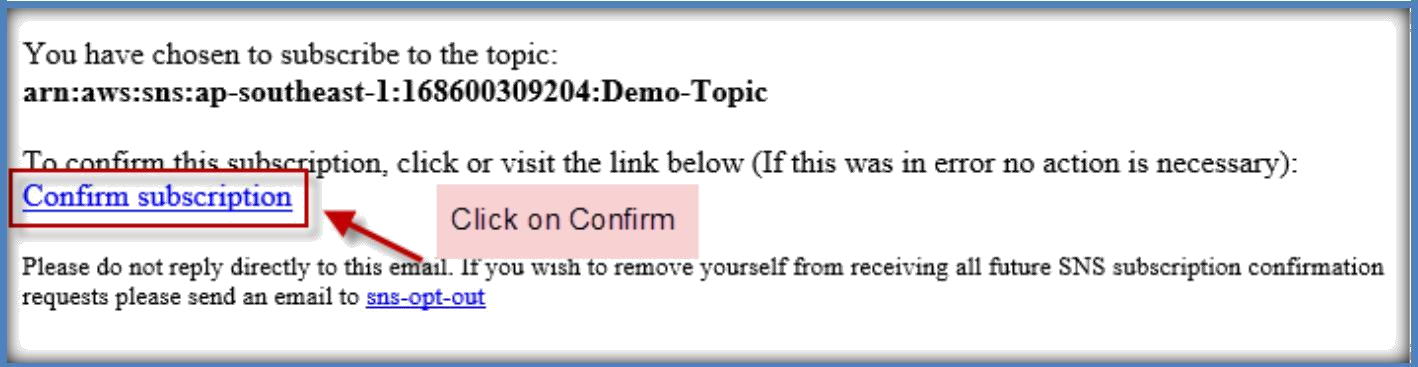 You have chosen to subscribe to the topic:
arn:aws:sns:ap-southeast-1:168600309204:Demo-Topic
To confirm this subscription, click or visit the link below (If this was in error no action is necessary):
Confirm subscription
Click on Confirm
Please do not reply directly to this email. If you wish to remove yourself from receiving all future SNS subscription confirmation
requests please send an email to sns-opt-out